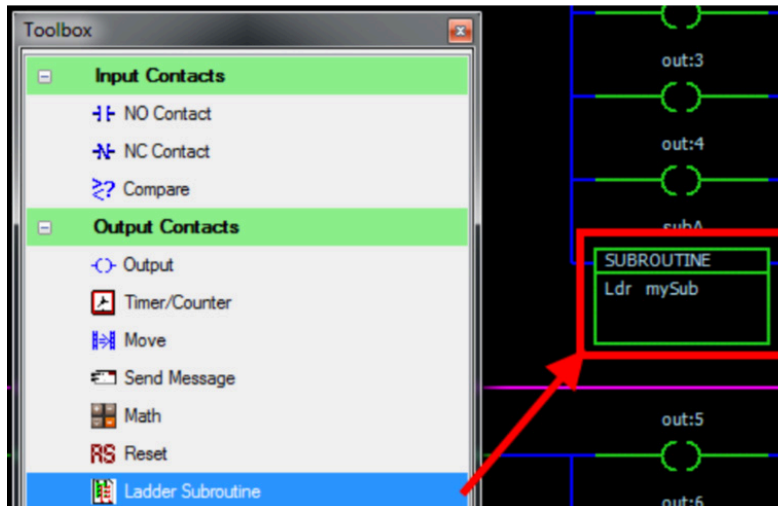 Toolbox
Input Contacts
NO Contact
NC Contact
≥? Compare
Output Contacts
Output
Timer/Counter
Move
Send Message
Math
RS Reset
Ladder Subroutine
out:3
out:4
subA
SUBROUTINE
Ldr mySub
out:5
out:6